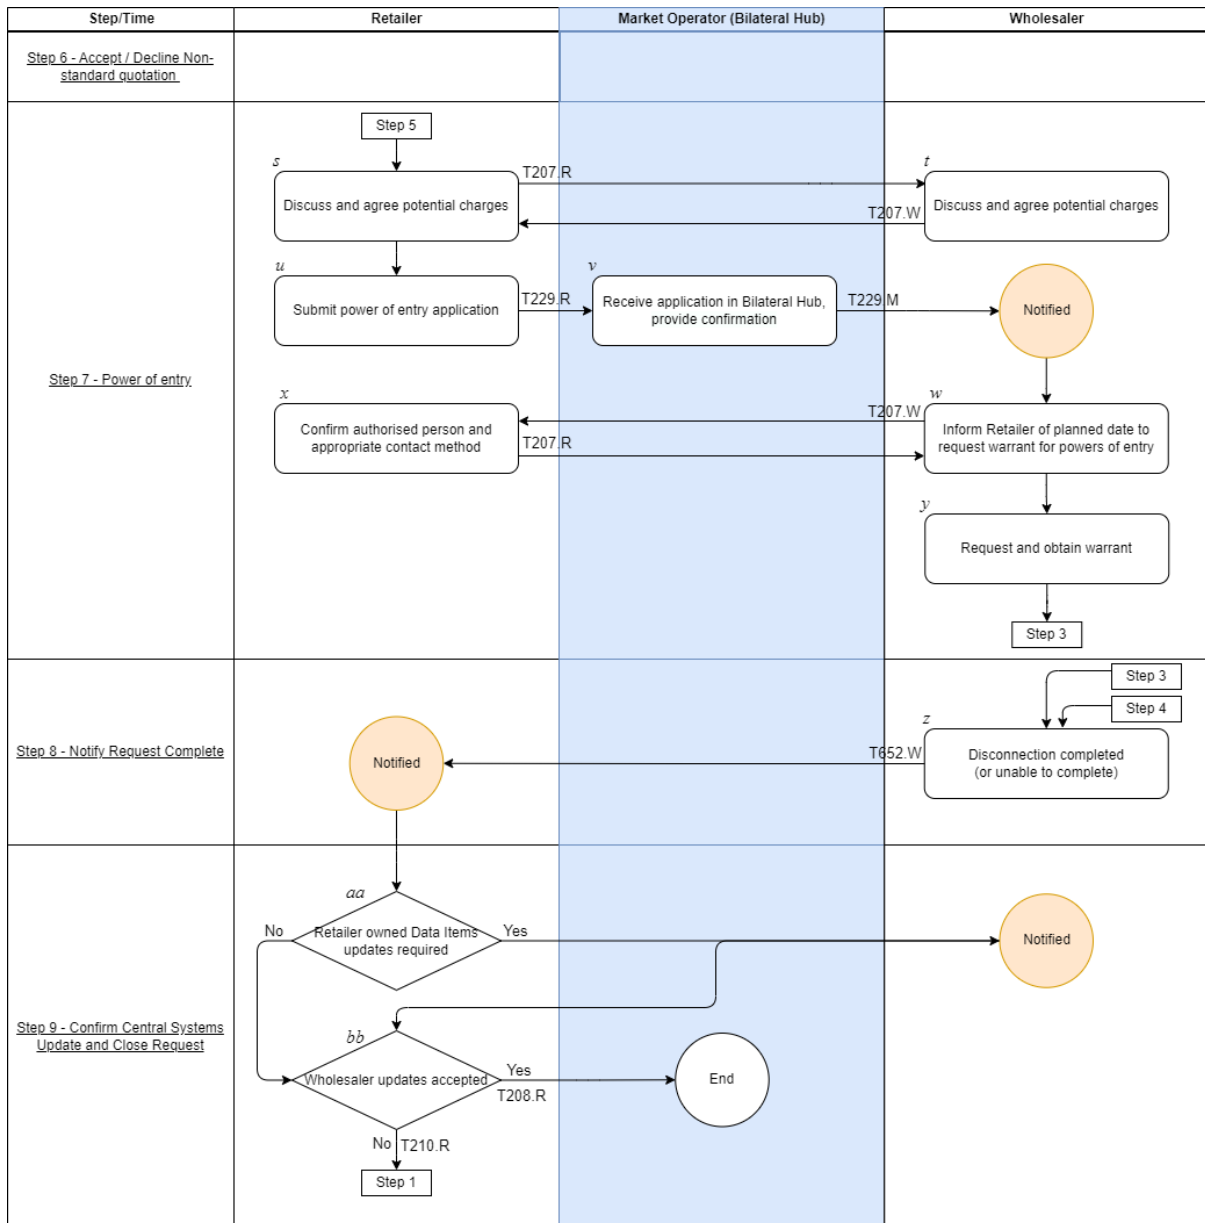 Step/Time
Retailer
Market Operator (Bilateral Hub)
Wholesaler
Step 6 - Accept / Decline Non-
standard quotation
Step 7 - Power of entry
Step 5
s
Discuss and agree potential charges
T207.R
t
Discuss and agree potential charges
T207.W
u
Submit power of entry application
T229.R
v
Receive application in Bilateral Hub,
provide confirmation
T229.M
Notified
x
Confirm authorised person and
appropriate contact method
T207.W
T207.R
w
Inform Retailer of planned date to
request warrant for powers of entry
y
Request and obtain warrant
Step 3
Step 8 - Notify Request Complete
Step 3
Step 4
z
Disconnection completed
(or unable to complete)
T652.W
Notified
Step 9 - Confirm Central Systems
Update and Close Request
aa
Retailer owned Data Items
updates required
No
Yes
Notified
bb
Wholesaler updates accepted
Yes
T208.R
End
No
T210.R
Step 1